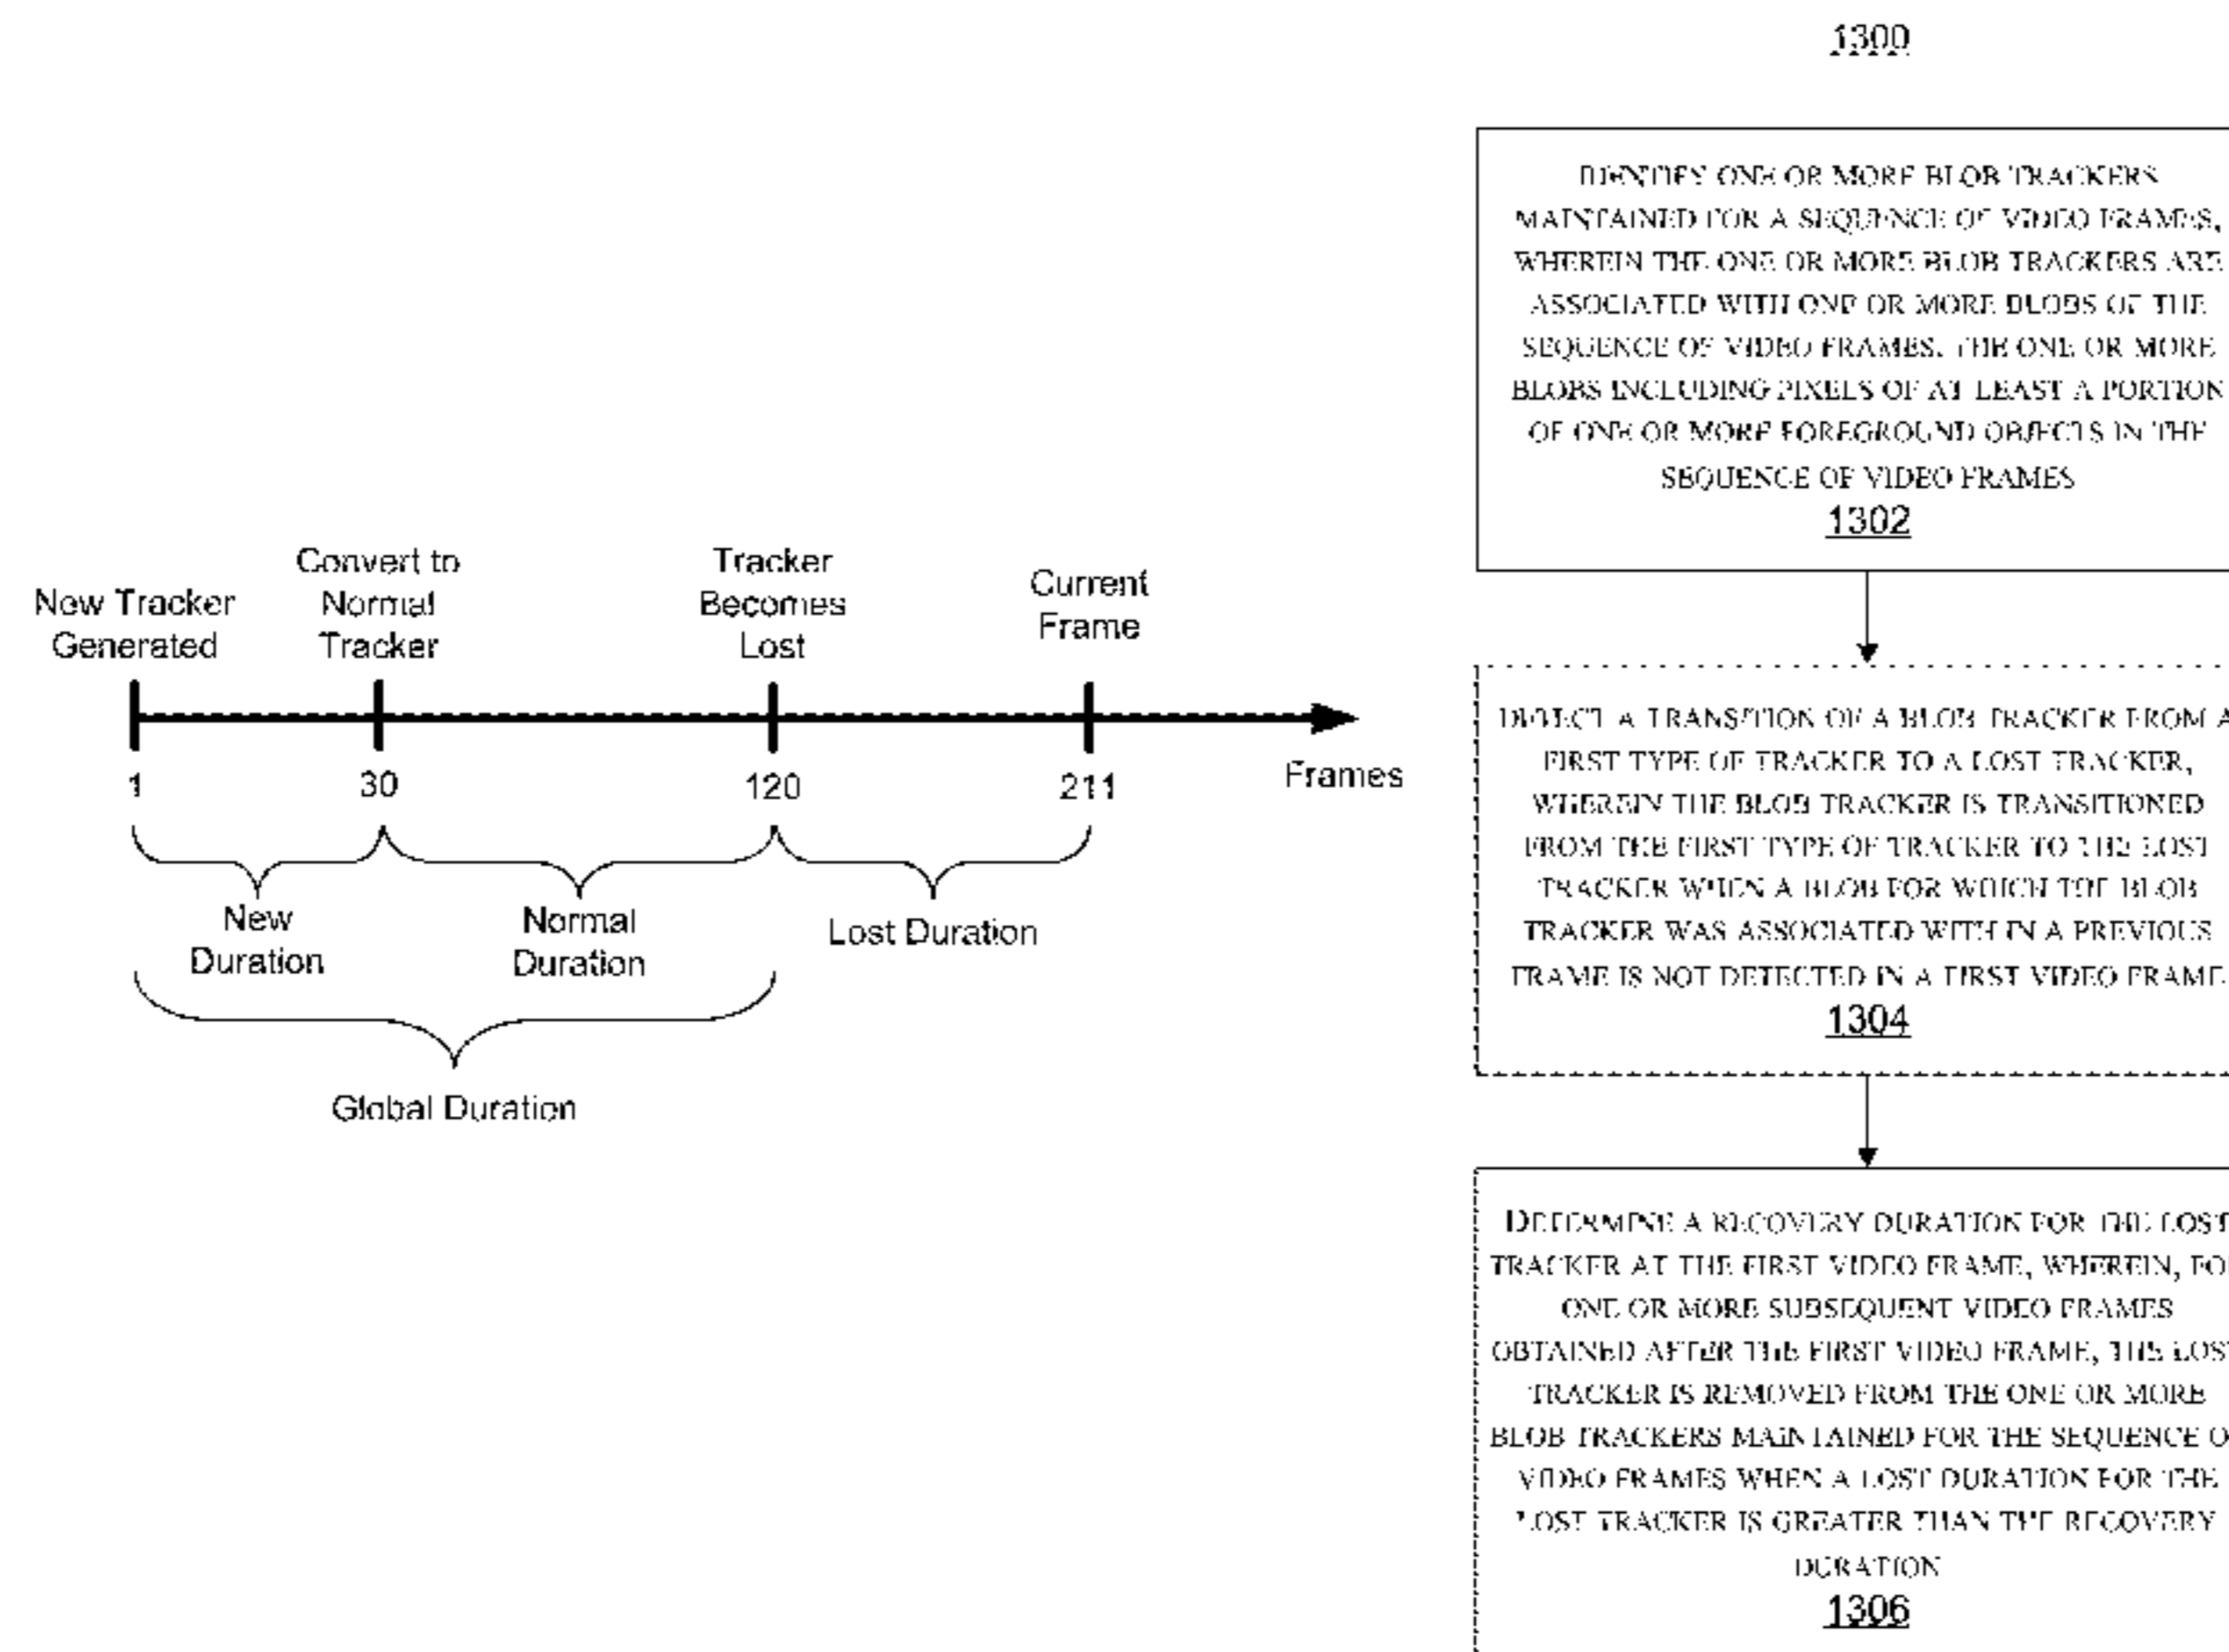 1300
IDENTIFY ONE OR MORE BLOB TRACKERS
MAINTAINED FOR A SEQUENCE OF VIDEO FRAMES,
WHEREIN THE ONE OR MORE BLOB TRACKERS ARE
ASSOCIATED WITH ONE OR MORE BLOBS OF THE
SEQUENCE OF VIDEO FRAMES, THE ONE OR MORE
BLOBS INCLUDING PIXELS OF AT LEAST A PORTION
OF ONE OR MORE FOREGROUND OBJECTS IN THE
SEQUENCE OF VIDEO FRAMES
1302
New Tracker
Generated
Convert to
Normal
Tracker
Tracker
Becomes
Lost
Current
Frame
1
30
120
211
Frames
New
Duration
Normal
Duration
Lost Duration
Global Duration
DETECT A TRANSITION OF A BLOB TRACKER FROM A
FIRST TYPE OF TRACKER TO A LOST TRACKER,
WHEREIN THE BLOB TRACKER IS TRANSITIONED
FROM THE FIRST TYPE OF TRACKER TO THE LOST
TRACKER WHEN A BLOB FOR WHICH THE BLOB
TRACKER WAS ASSOCIATED WITH IN A PREVIOUS
FRAME IS NOT DETECTED IN A FIRST VIDEO FRAME
1304
DETERMINE A RECOVERY DURATION FOR THE LOST
TRACKER AT THE FIRST VIDEO FRAME, WHEREIN,
ONE OR MORE SUBSEQUENT VIDEO FRAMES
OBTAINED AFTER THE FIRST VIDEO FRAME, THE
TRACKER IS REMOVED FROM THE ONE OR MORE
BLOB TRACKERS MAINTAINED FOR THE SEQUENCE
VIDEO FRAMES WHEN A LOST DURATION FOR THE
LOST TRACKER IS GREATER THAN THE RECOVERY
DURATION
1306